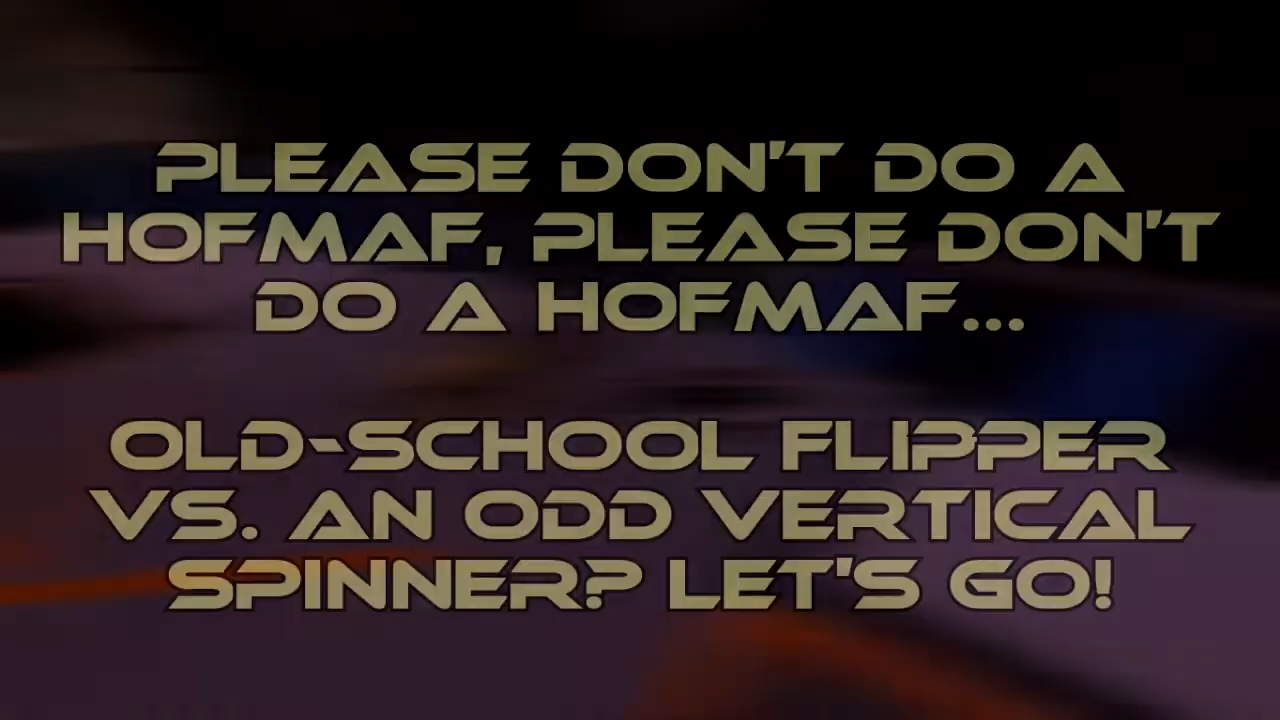 PLEASE DON'T DO A
HOFMAF, PLEASE DON'T
DO A HOFMAF...
OLD-SCHOOL FLIPPER
VS. AN ODD VERTICAL
SPINNER? LET'S GO!